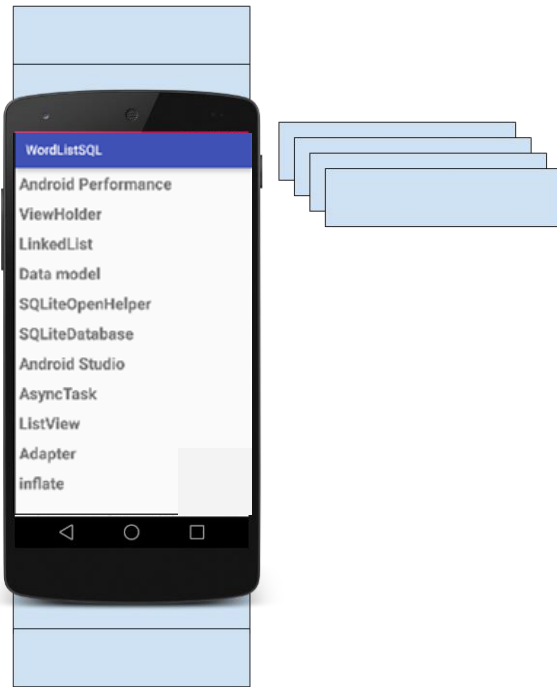 WordListSQL
Android Performance
ViewHolder
LinkedList
Data model
SQLiteOpenHelper
SQLiteDatabase
Android Studio
AsyncTask
ListView
Adapter
inflate